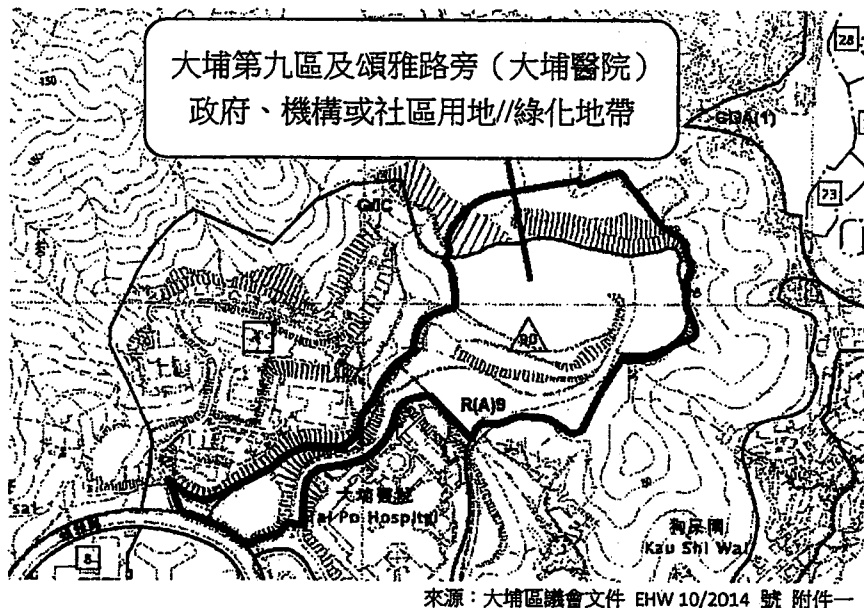 大埔第九區及頌雅路旁（大埔醫院）
政府、機構或社區用地//綠化地帶
28
150
GDA(1)
23
G/IC
80
R(A)9
大埔醫院
Tai Po Hospital
狗屎圍
Kau Shi Wai
8
來源：大埔區議會文件 EHW 10/2014 號 附件一